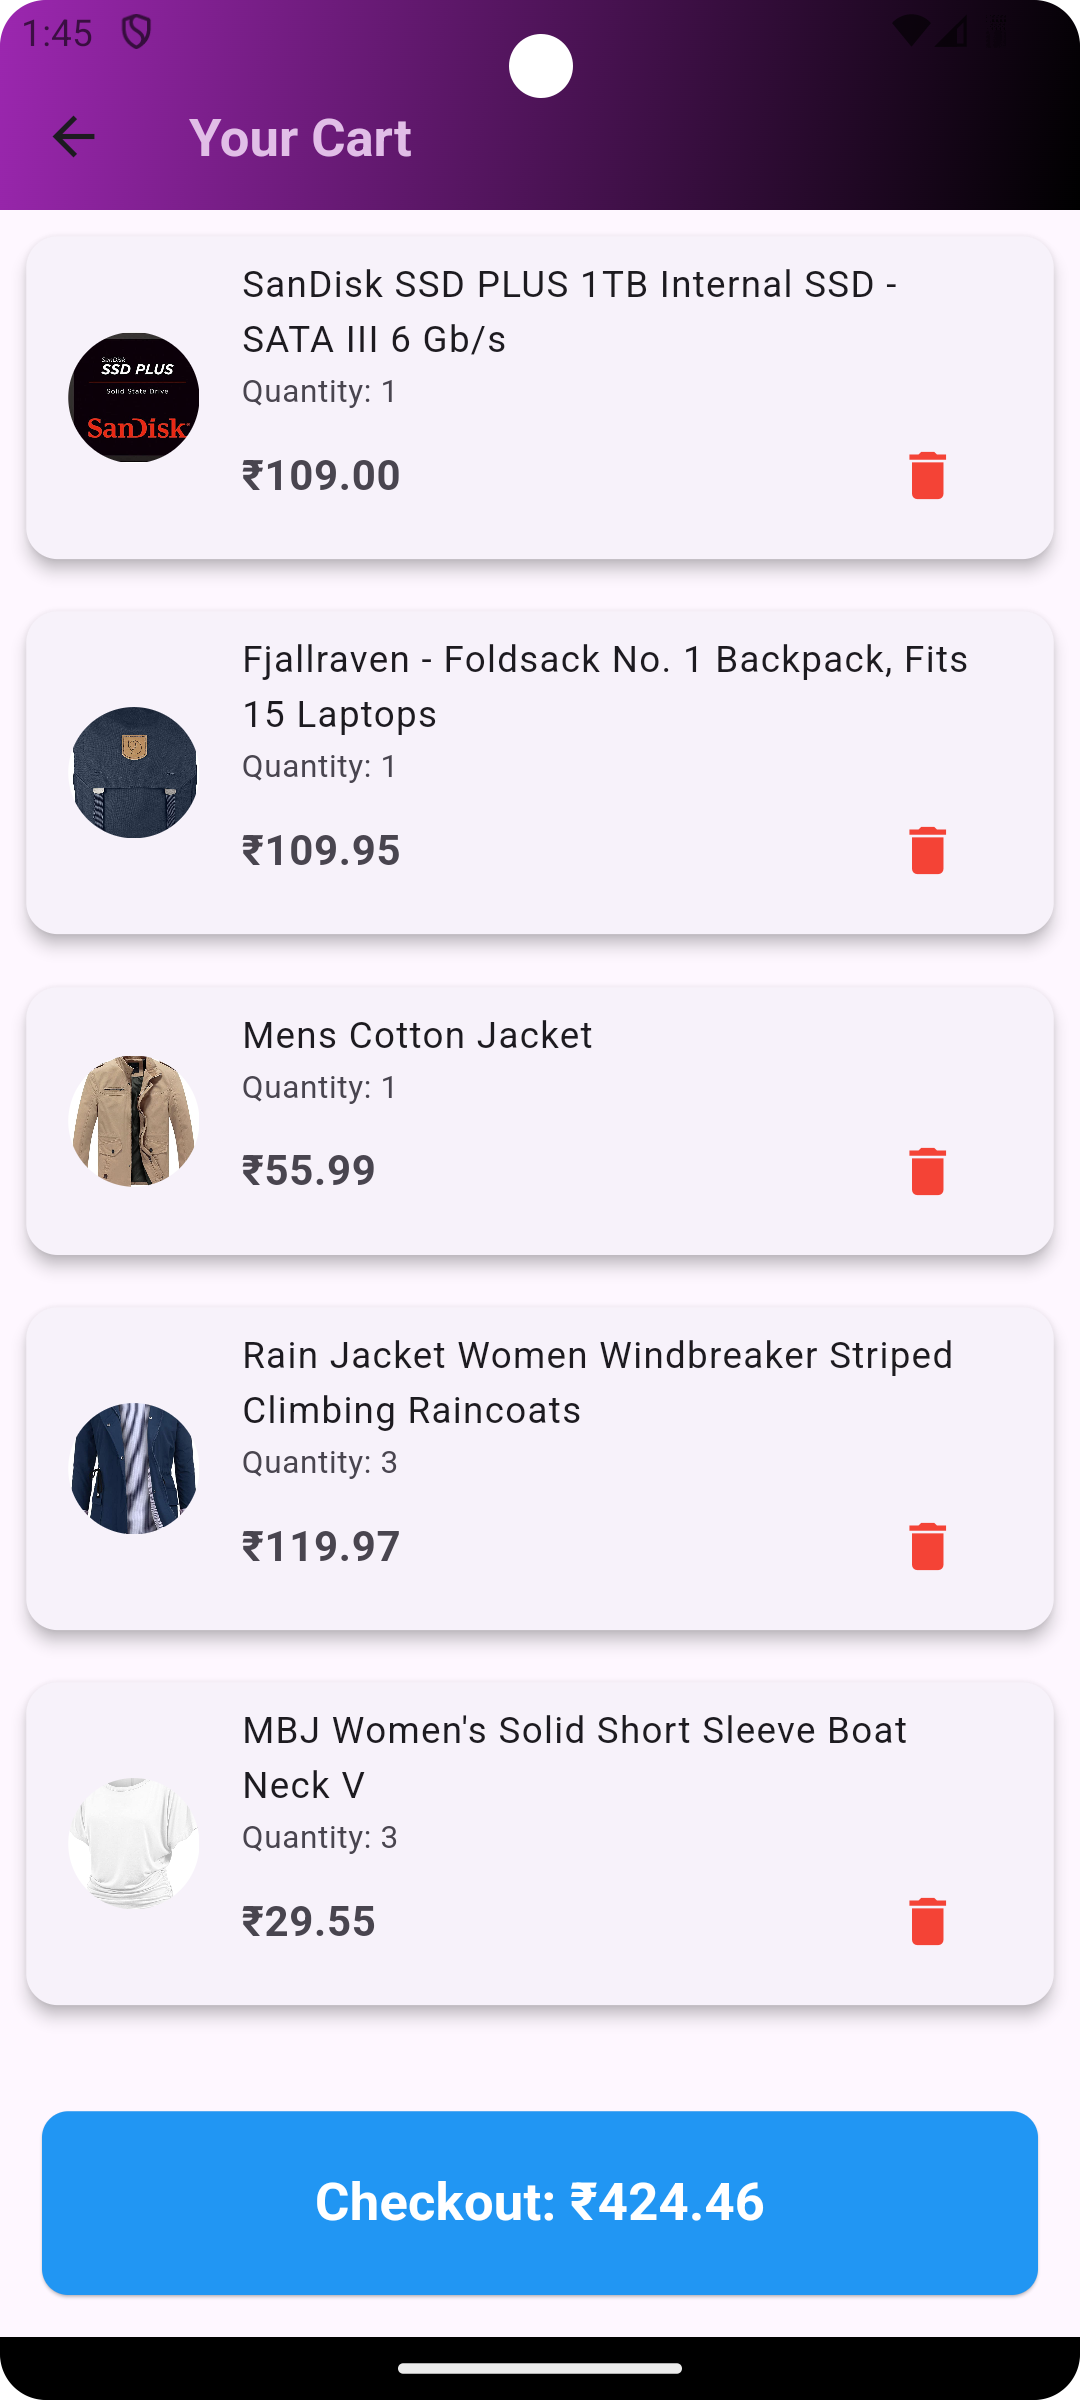 1:45
Your Cart
SanDisk SSD PLUS 1TB Internal SSD -
SATA III 6 Gb/s
SanDisk
SSD PLUS
Solid State Drive
SanDisk
Quantity: 1
₹109.00
Fjallraven - Foldsack No. 1 Backpack, Fits
15 Laptops
Quantity: 1
₹109.95
Mens Cotton Jacket
Quantity: 1
₹55.99
Rain Jacket Women Windbreaker Striped
Climbing Raincoats
Quantity: 3
₹119.97
MBJ Women's Solid Short Sleeve Boat
Neck V
Quantity: 3
₹29.55
Checkout: ₹424.46